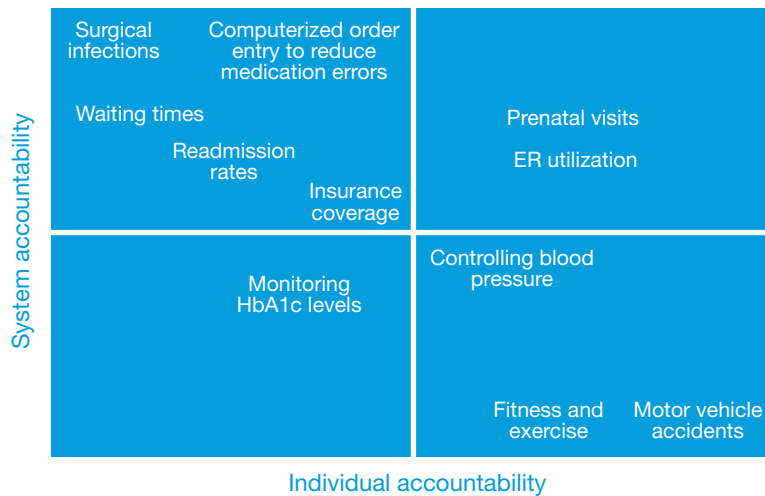 Surgical
infections
Computerized order
entry to reduce
medication errors
Waiting times
Readmission
rates
Insurance
coverage
Prenatal visits
ER utilization
Monitoring
HbA1c levels
Controlling blood
pressure
Fitness and
exercise
Motor vehicle
accidents
System accountability
Individual accountability